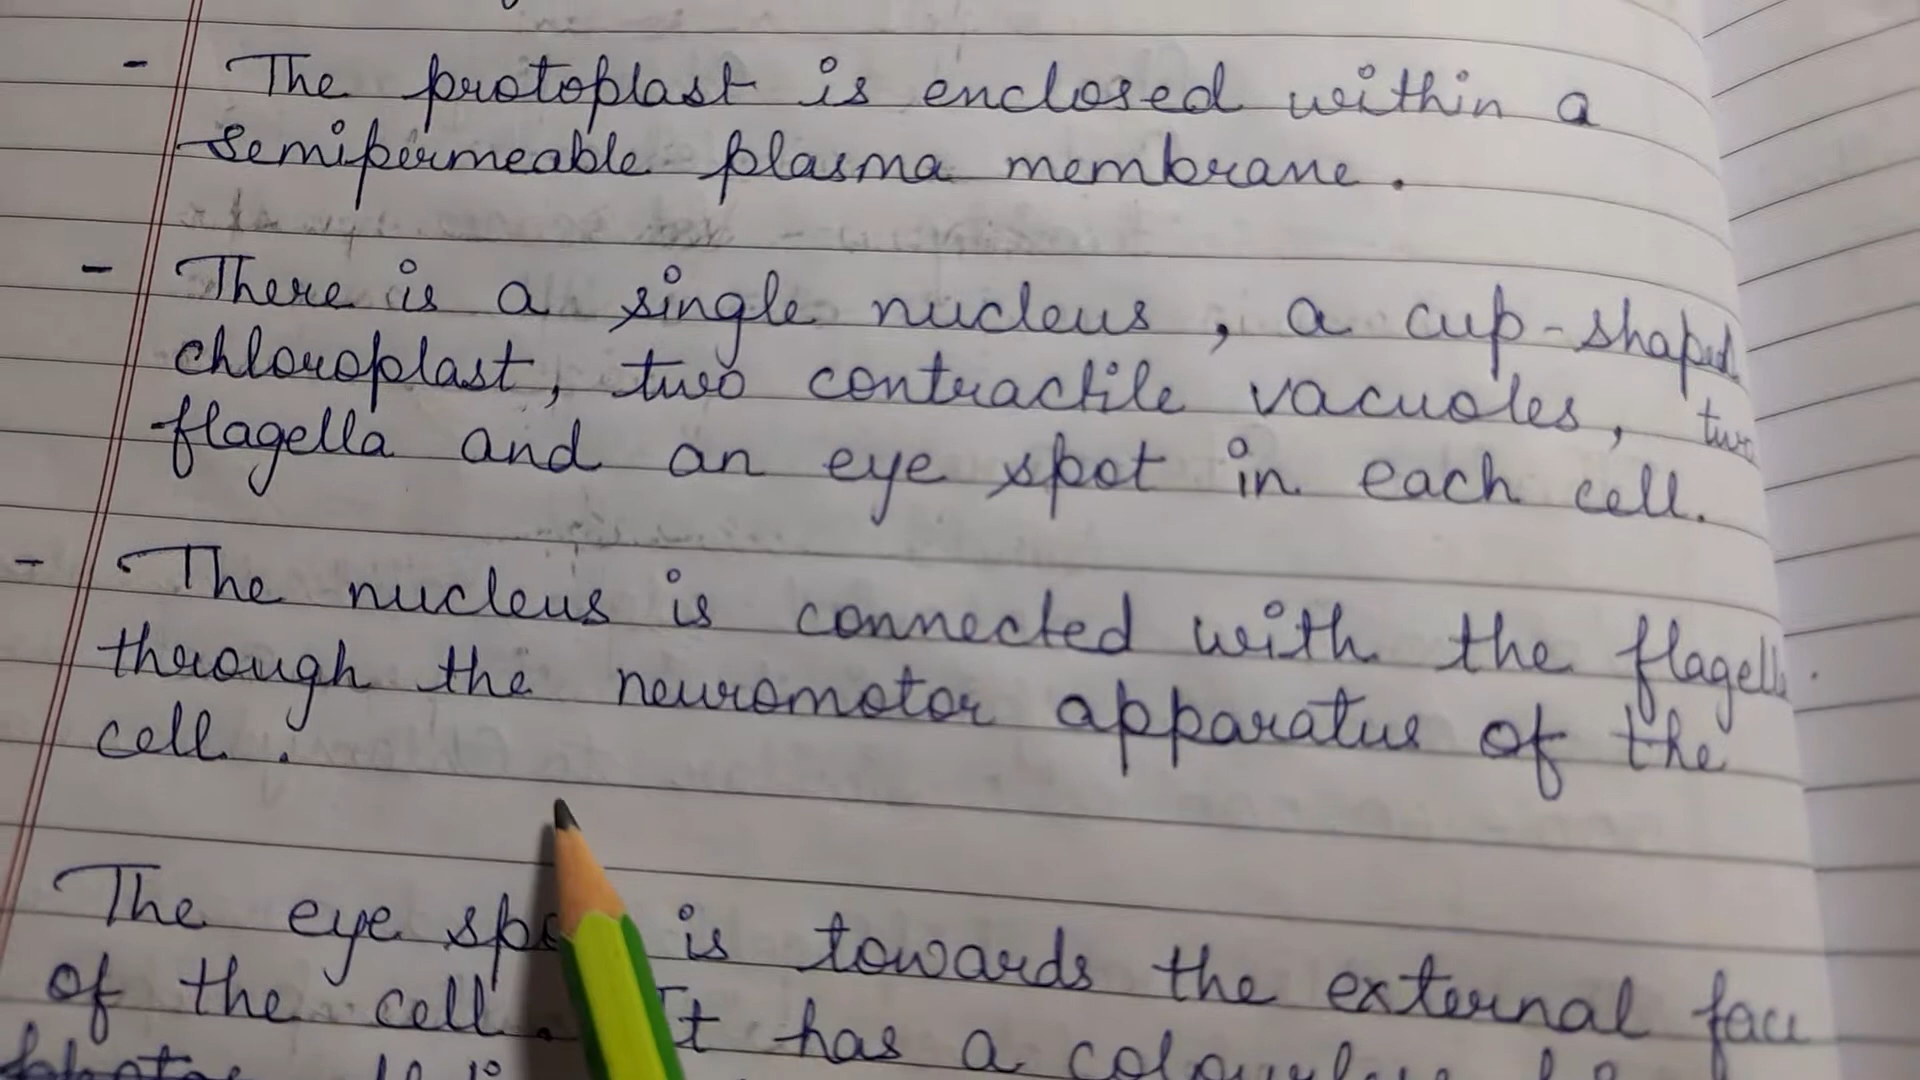 - The protoplast is enclosed within a
semipermeable plasma membrane.
- There is a single nucleus, a cup-shaped
chloroplast, two contractile vacuoles, two
flagella and an eye spot in each cell.
- The nucleus is connected with the flagella
through the neuromotor apparatus of the
cell.
The eye is towards the external face
of the cell. It has a